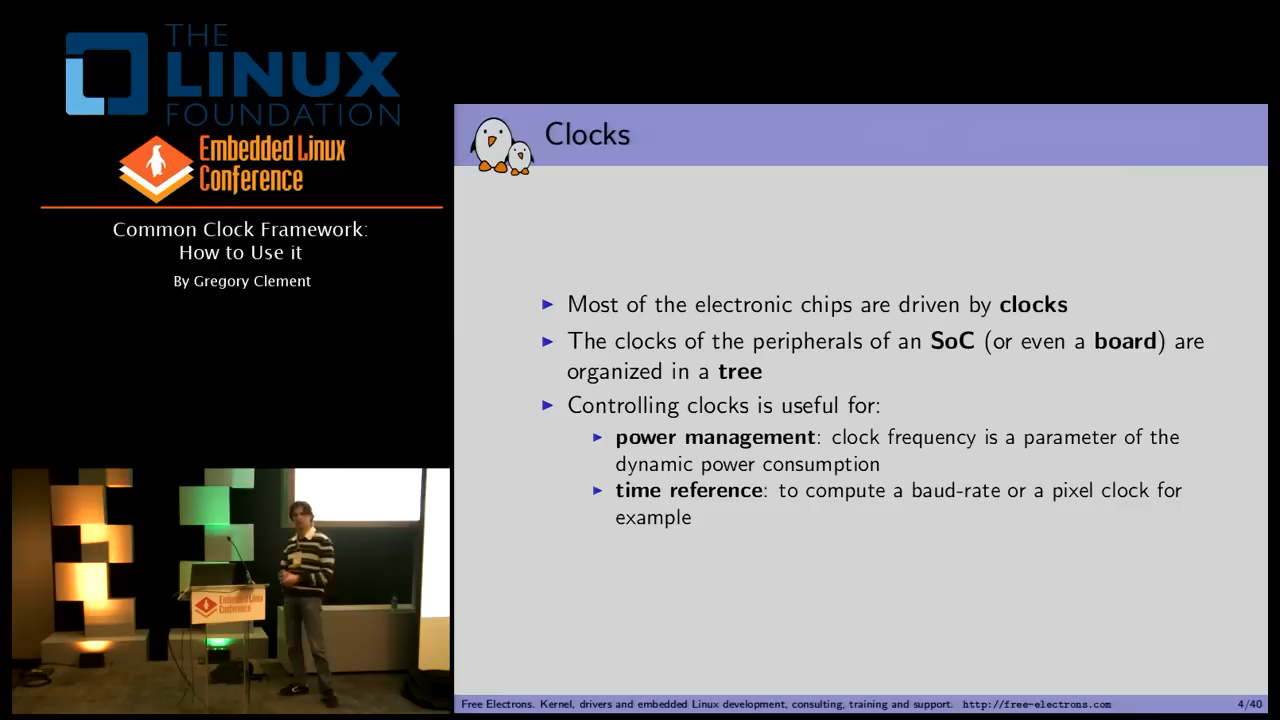 THE
LINUX
FOUNDATION
Embedded Linux
Conference
Common Clock Framework:
How to Use it
By Gregory Clement
Clocks
Most of the electronic chips are driven by clocks
The clocks of the peripherals of an SoC (or even a board) are
organized in a tree
Controlling clocks is useful for:
power management: clock frequency is a parameter of the
dynamic power consumption
time reference: to compute a baud-rate or a pixel clock for
example
Embedded Linux
Conference
Free Electrons. Kernel, drivers and embedded Linux development, consulting, training and support. http://free-electrons.com
4/40